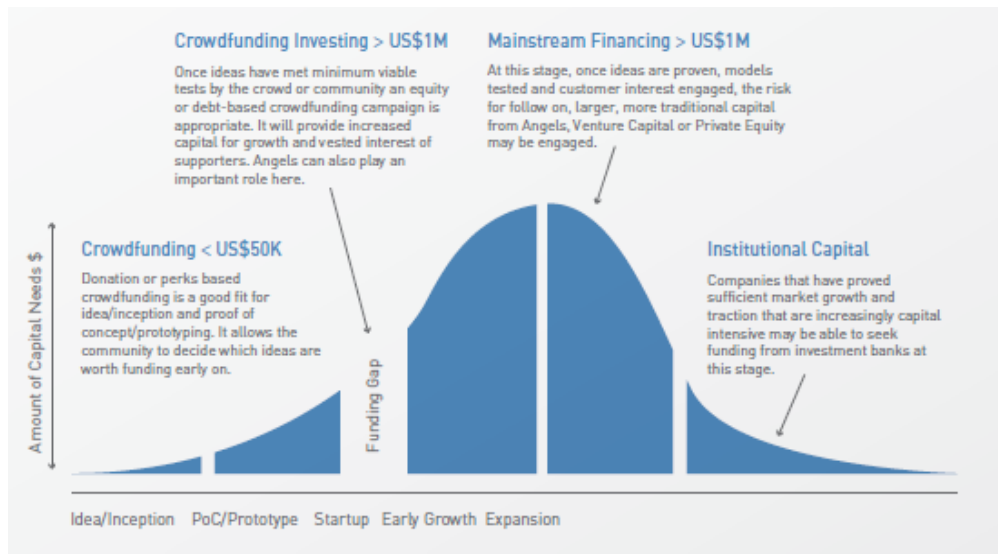 Crowdfunding Investing > US$1M
Once ideas have met minimum viable
tests by the crowd or community an equity
or debt-based crowdfunding campaign is
appropriate. It will provide increased
capital for growth and vested interest of
supporters. Angels can also play an
important role here.
Mainstream Financing > US$1M
At this stage, once ideas are proven, models
tested and customer interest engaged, the risk
for follow on, larger, more traditional capital
from Angels, Venture Capital or Private Equity
may be engaged.
Crowdfunding < US$50K
Donation or perks based
crowdfunding is a good fit for
idea/inception and proof of
concept/prototyping. It allows the
community to decide which ideas are
worth funding early on.
Institutional Capital
Companies that have proved
sufficient market growth and
traction that are increasingly capital
intensive may be able to seek
funding from investment banks at
this stage.
Amount of Capital Needs $
Funding Gap
Idea/Inception PoC/Prototype Startup Early Growth Expansion